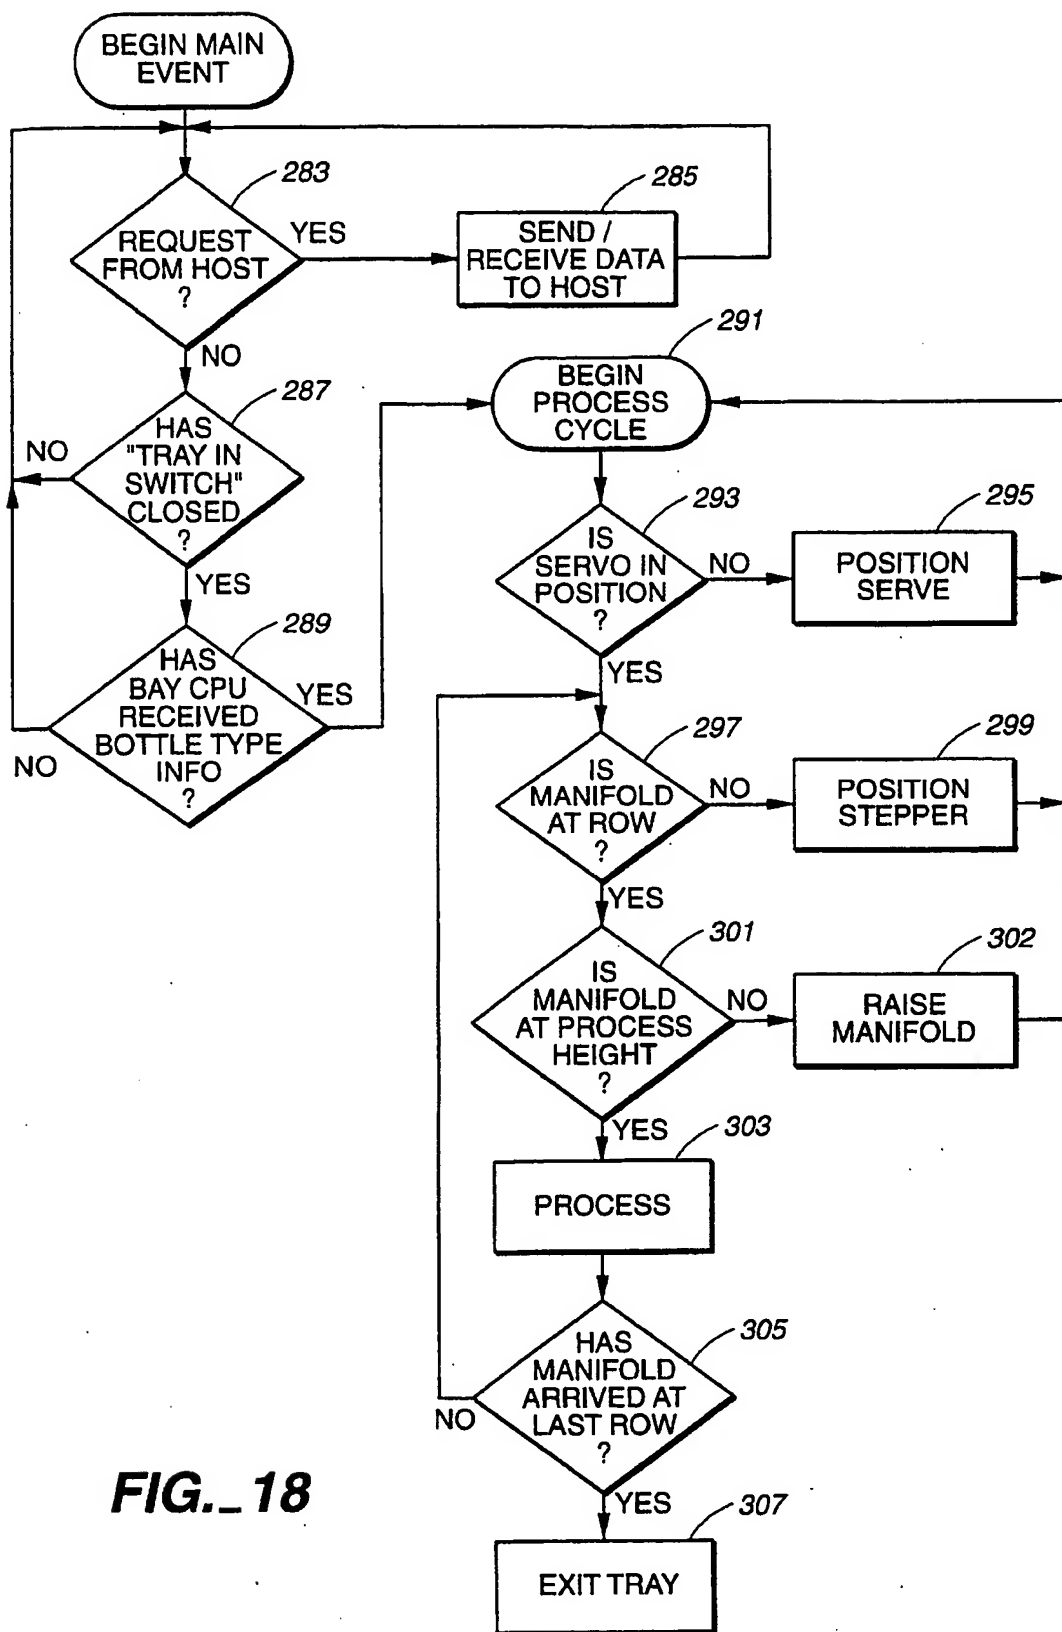 BEGIN MAIN
EVENT
283
REQUEST
FROM HOST
?
YES
285
SEND /
RECEIVE DATA
TO HOST
NO
287
HAS
"TRAY IN
SWITCH"
CLOSED
?
NO
YES
289
HAS
BAY CPU
RECEIVED
BOTTLE TYPE
INFO
?
YES
NO
291
BEGIN
PROCESS
CYCLE
293
IS
SERVO IN
POSITION
?
NO
295
POSITION
SERVE
YES
297
IS
MANIFOLD
AT ROW
?
NO
299
POSITION
STEPPER
YES
301
IS
MANIFOLD
AT PROCESS
HEIGHT
?
NO
302
RAISE
MANIFOLD
YES
303
PROCESS
305
HAS
MANIFOLD
ARRIVED AT
LAST ROW
?
NO
YES
307
EXIT TRAY
FIG._18